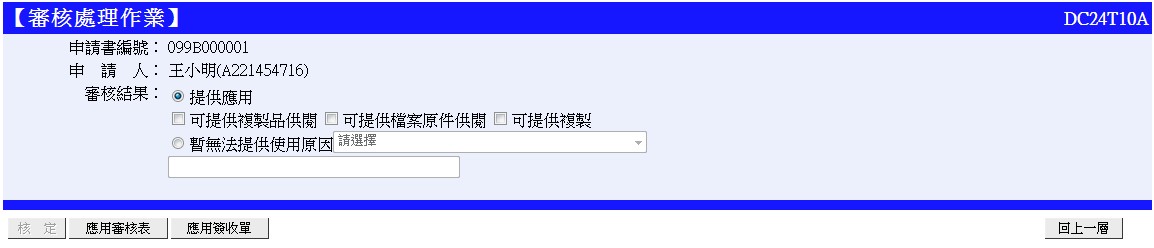 【審核處理作業】 DC24T10A
申請書編號： 099B000001
申 請 人： 王小明(A221454716)
審核結果： 提供應用
可提供複製品供閱 可提供檔案原件供閱 可提供複製
暫無法提供使用原因 請選擇
核 定 應用審核表 應用簽收單 回上一層